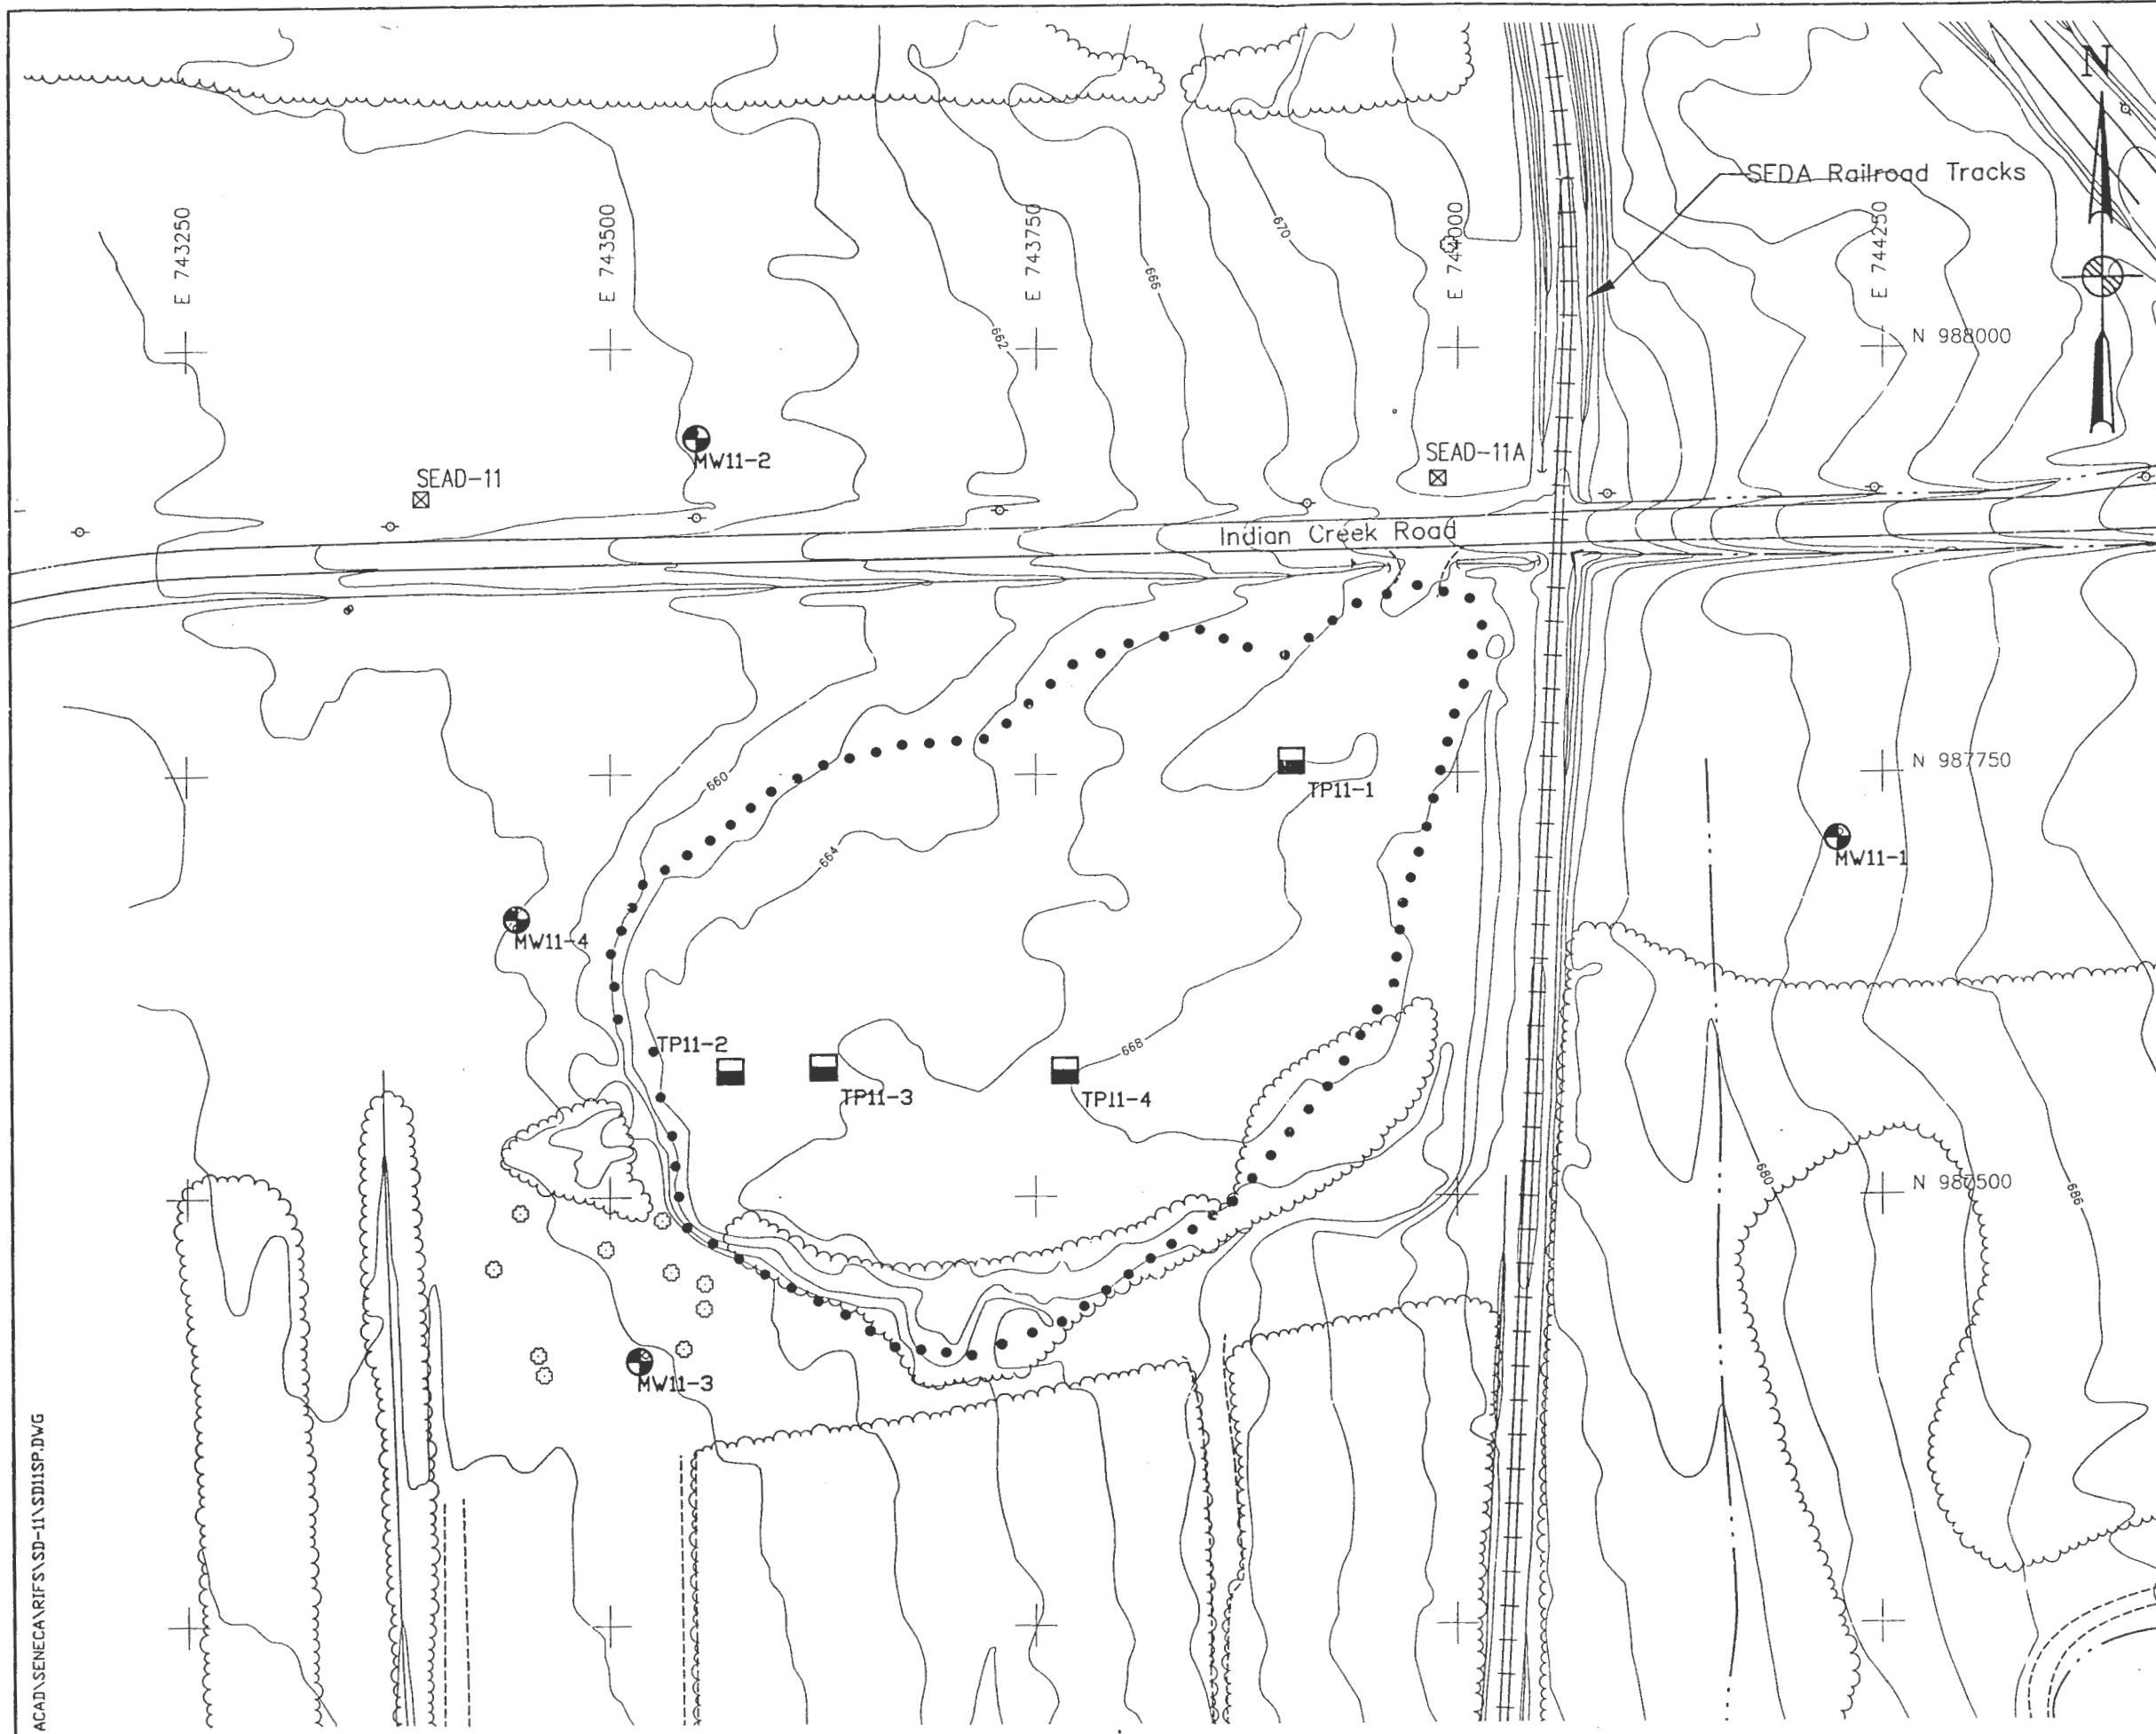 N
SEDA Railroad Tracks
E 743250
E 743500
E 743750
E 744000
E 744250
670
666
662
N 988000
MW11-2
SEAD-11
SEAD-11A
Indian Creek Road
660
TP11-1
N 987750
664
MW11-1
MW11-4
TP11-2
668
TP11-3
TP11-4
680
N 987500
686
MW11-3
ACAD\SENECA\RIFS\SD-11\SD11SP.DWG